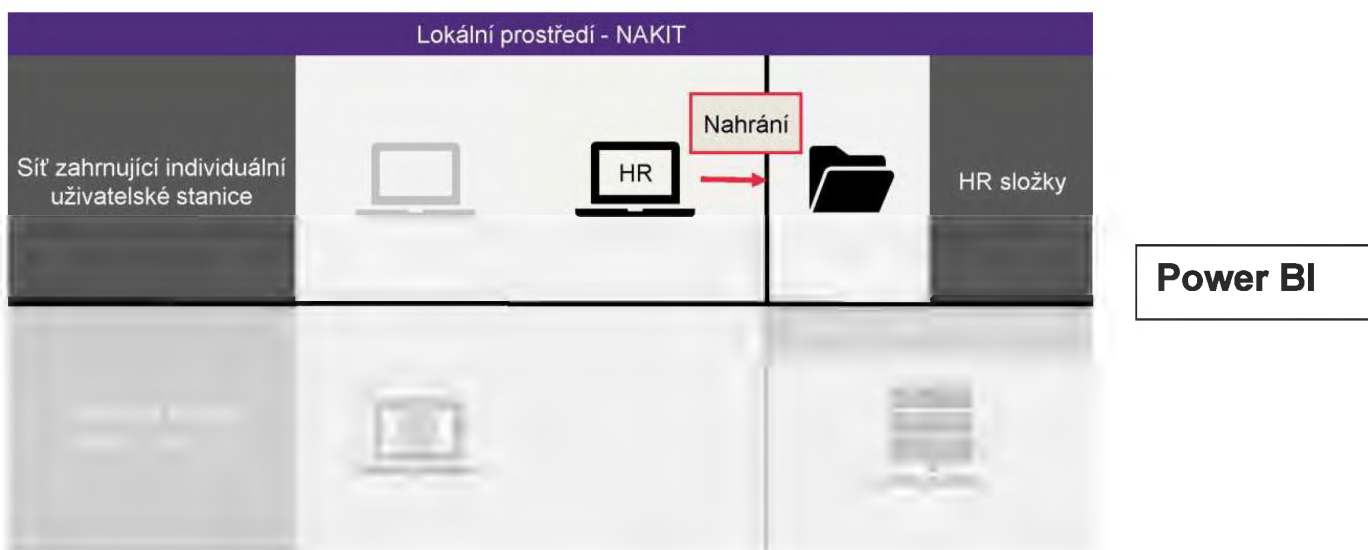 Lokální prostředí - NAKIT
Nahrání
Síť zahrnující individuální
uživatelské stanice
HR
HR složky
Power BI